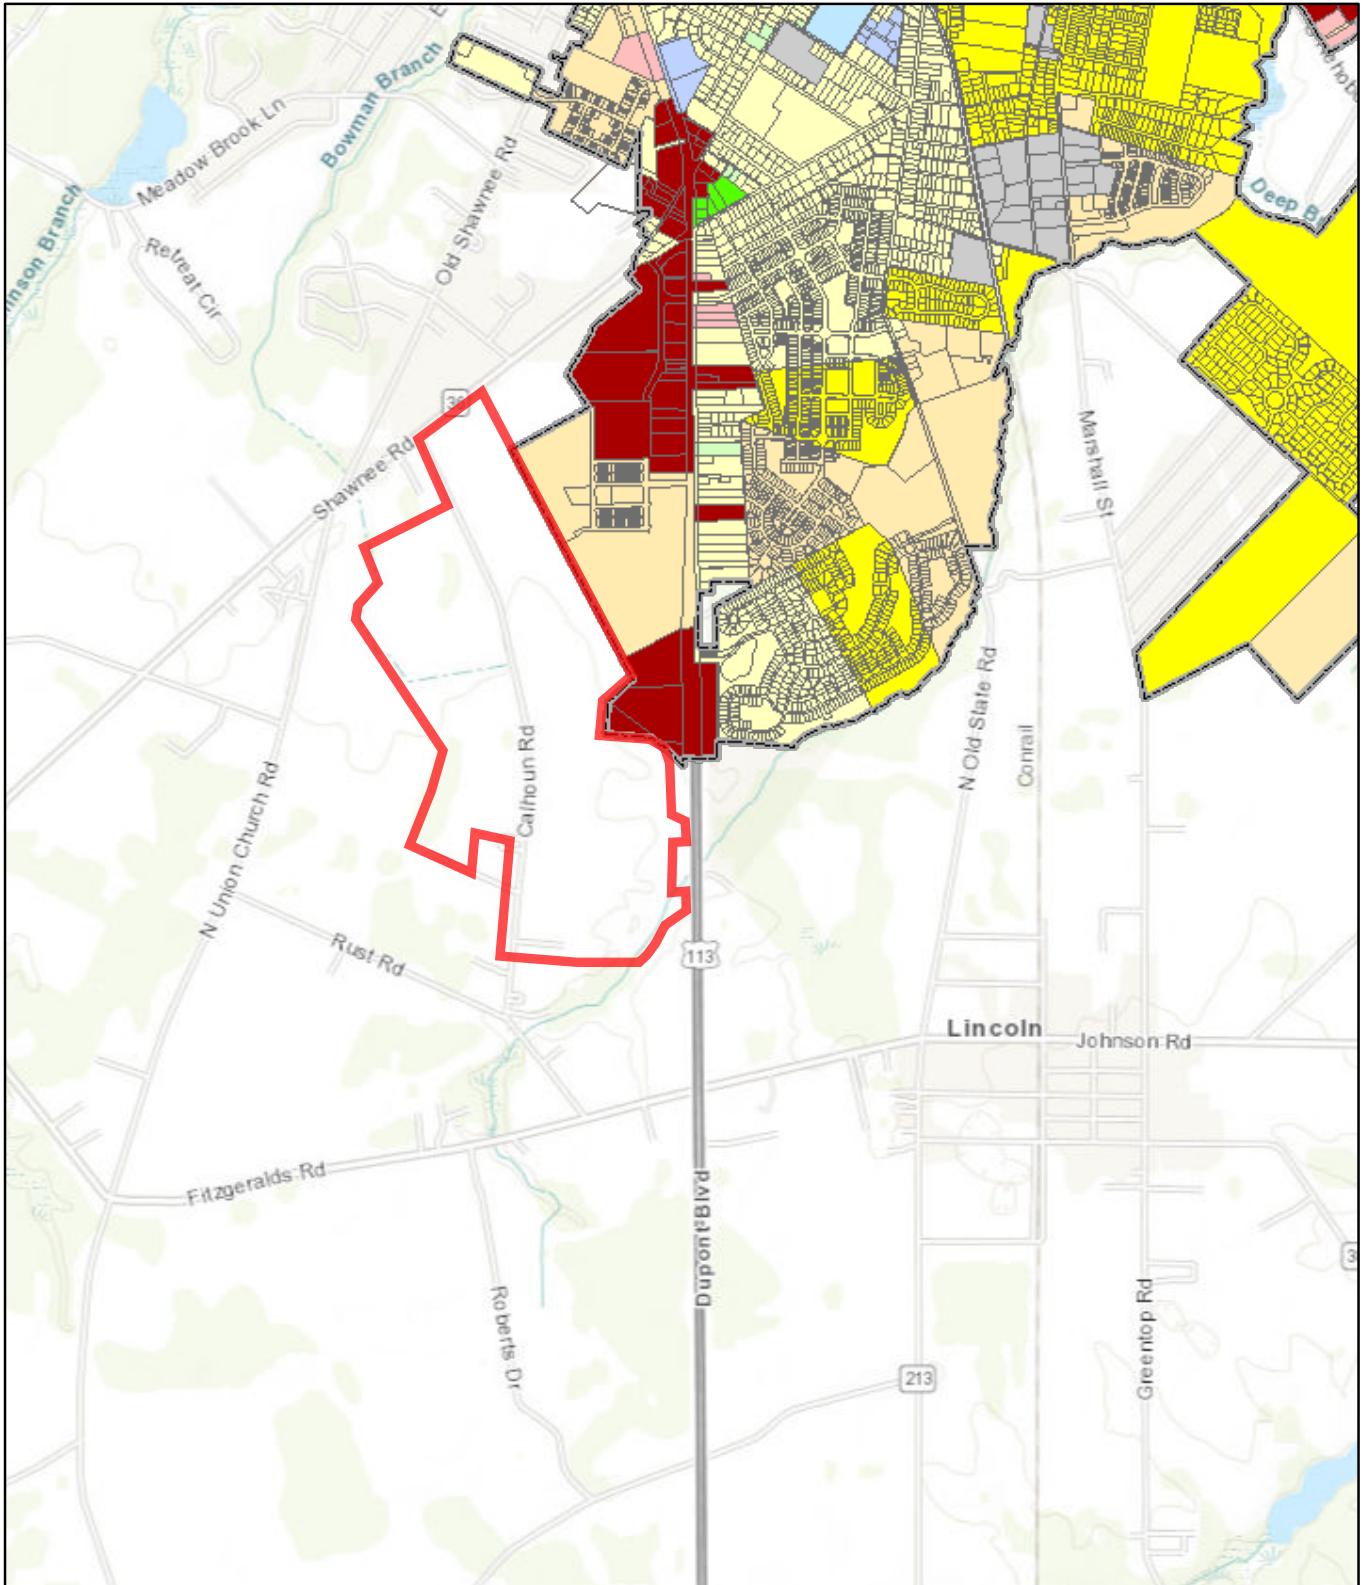 Bowman Branch
Meadow Brook Ln
Old Shawnee Rd
Deep
Branch
Retreat Cir
36
Shawnee Rd
Marshall St
N Old State Rd
Conrail
Calhoun Rd
N Union Church Rd
Rust Rd
113
Lincoln
Johnson Rd
Fitzgeralds Rd
Dupont Blvd
Roberts Dr
Greentop Rd
3
213